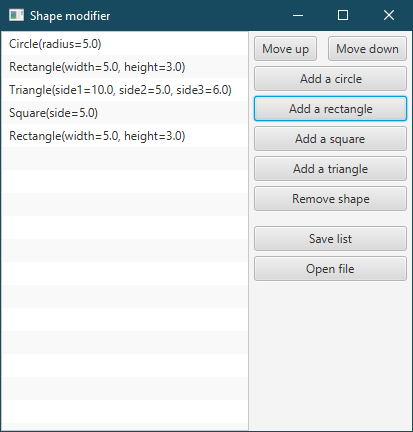 Shape modifier
Circle(radius=5.0)
Rectangle(width=5.0, height=3.0)
Triangle(side1=10.0, side2=5.0, side3=6.0)
Square(side=5.0)
Rectangle(width=5.0, height=3.0)
Move up
Move down
Add a circle
Add a rectangle
Add a square
Add a triangle
Remove shape
Save list
Open file